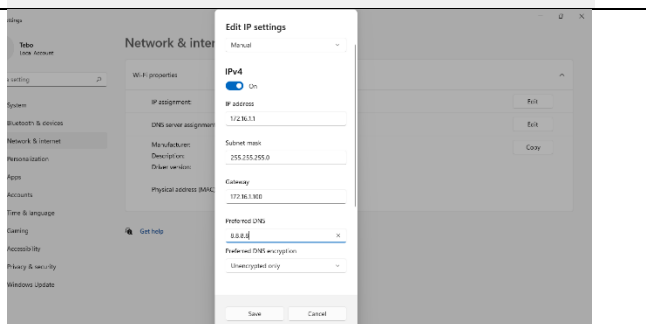 Settings
Tebo
Local Account
Network & inter
Wi-Fi properties
IP assignment:
Edit
DNS server assignment
Edit
Manufacturer:
Copy
Description:
Driver version:
Physical address (MAC
Get help
System
Bluetooth & devices
Network & internet
Personalization
Apps
Accounts
Time & language
Gaming
Accessibility
Privacy & security
Windows Update
Edit IP settings
Manual
IPv4
On
IP address
172.16.1.1
Subnet mask
255.255.255.0
Gateway
172.16.1.100
Preferred DNS
8.8.8.8
Preferred DNS encryption
Unencrypted only
Save
Cancel